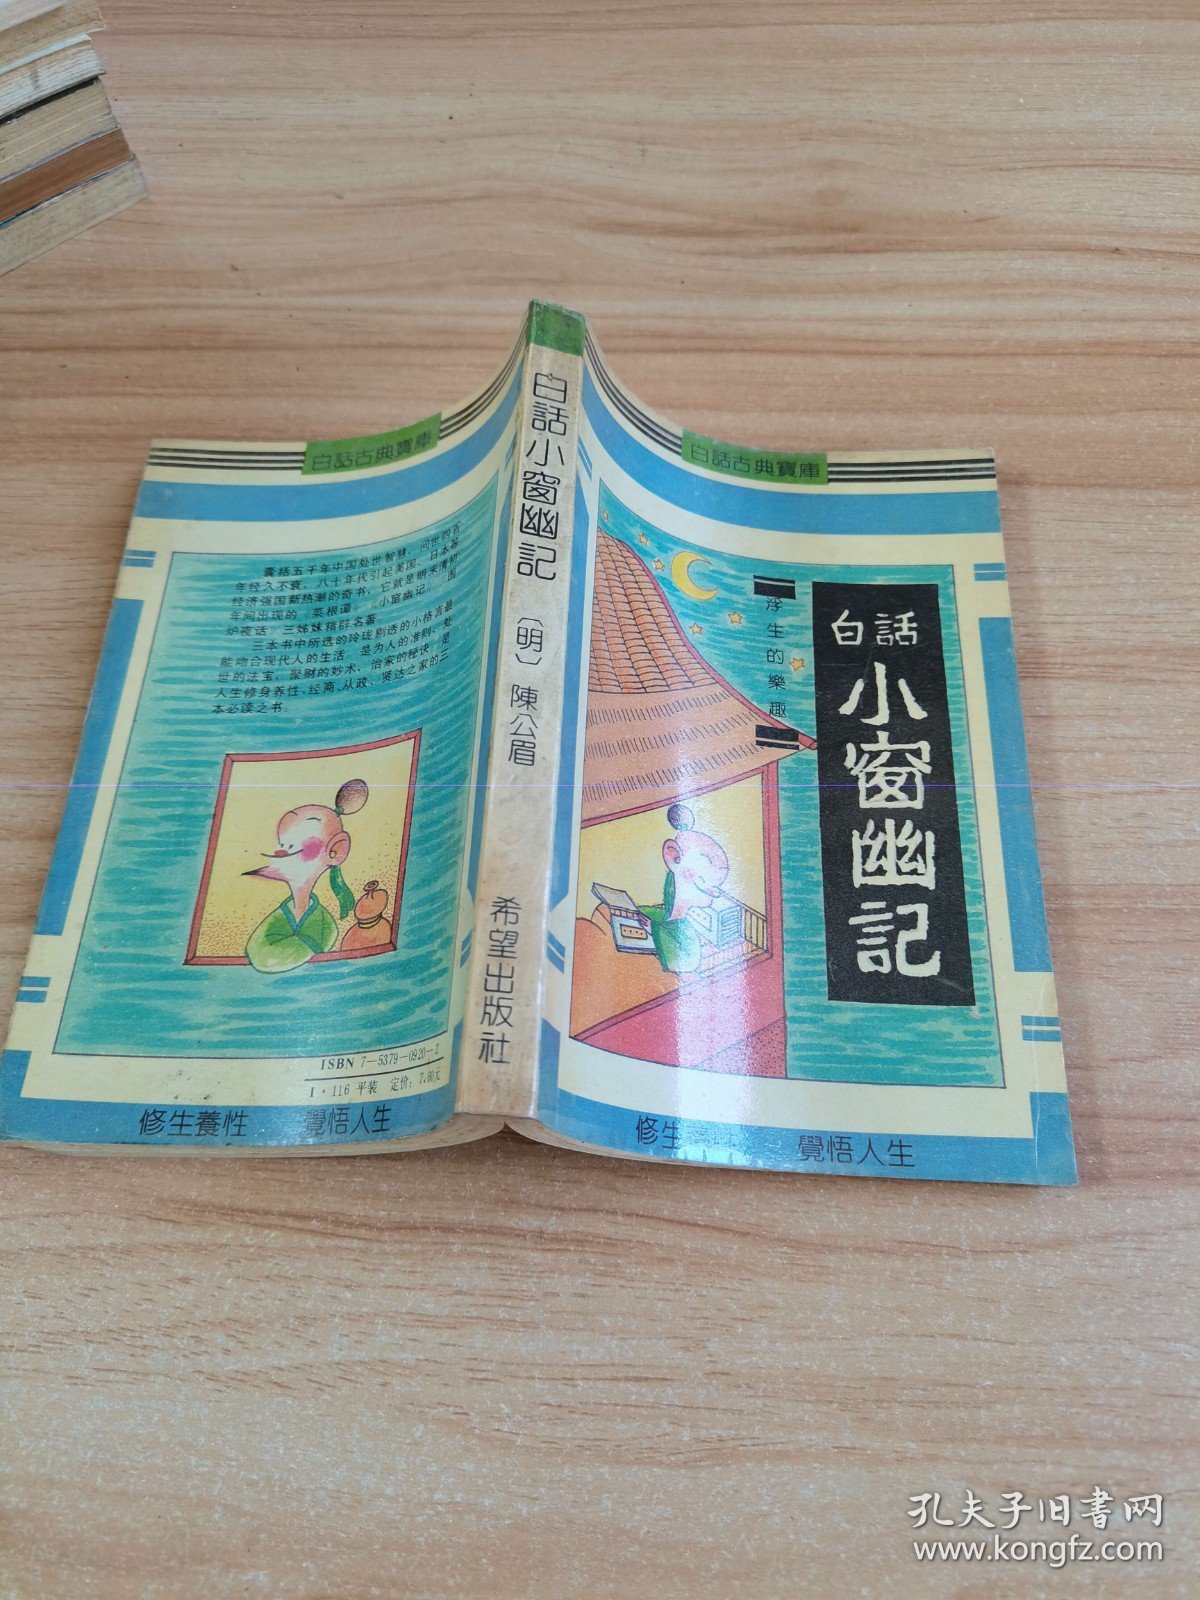 白話古典寶庫
囊括五千年中国处世智慧，问世四百
年经久不衰，八十年代引起美国、日本等
经济强国新热潮的奇书，它就是明末清初
年间出现的《菜根谭》《小窗幽记》《围
炉夜话》三姊妹精辟名著。
三本书中所选的玲珑剔透的小格言最
能吻合现代人的生活，是为人的准则，处
世的法宝，聚财的妙术，治家的秘诀，是
人生修身养性、经商、从政、贤达之家的三
本必读之书。
ISBN 7—5379—0920—2
I·116 平装 定价：7.60元
修生養性 覺悟人生
白話小窗幽記
（明）陳公眉
希望出版社
白話古典寶庫
浮生的樂趣
白話
小窗幽記
修生
覺悟人生
孔夫子旧书网
www.kongfz.com